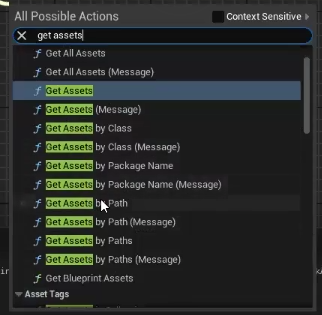 All Possible Actions
Context Sensitive
get assets
Get All Assets
Get All Assets (Message)
Get Assets
Get Assets (Message)
Get Assets by Class
Get Assets by Class (Message)
Get Assets by Package Name
Get Assets by Package Name (Message)
Get Assets by Path
Get Assets by Path (Message)
Get Assets by Paths
Get Assets by Paths (Message)
Get Blueprint Assets
Asset Tags